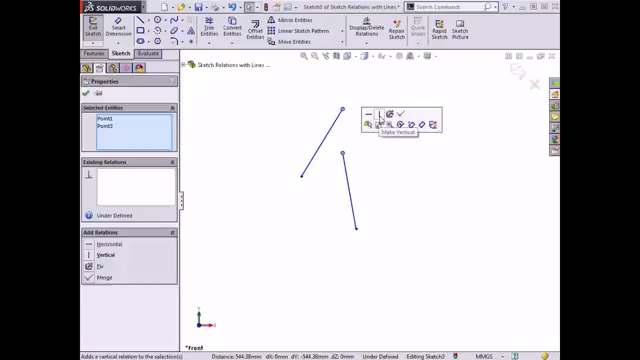 SOLIDWORKS
Sketch3 of Sketch Relations with Lines *
Exit Sketch
Smart Dimension
Trim Entities
Convert Entities
Offset Entities
Mirror Entities
Linear Sketch Pattern
Move Entities
Display/Delete Relations
Repair Sketch
Quick Snaps
Rapid Sketch
Sketch Picture
Features
Sketch
Evaluate
Sketch Relations with Lines ...
Properties
Selected Entities
Point1
Point3
Existing Relations
Under Defined
Add Relations
Horizontal
Vertical
Fix
Merge
Make Vertical
Y
X
*Front
Adds a vertical relation to the selection(s)
Distance: 544.38mm
dX: 0mm dY: -544.38mm dZ: 0mm
Under Defined
Editing Sketch3
MMGS